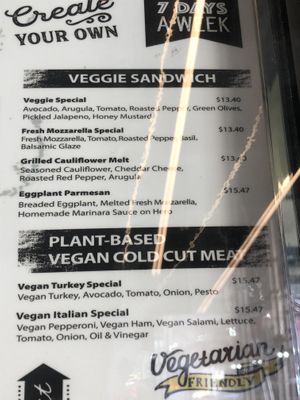 Create
YOUR OWN
7 DAYS
A WEEK
VEGGIE SANDWICH
Veggie Special $13.40
Avocado, Arugula, Tomato, Roasted Pepper, Green Olives,
Pickled Jalapeno, Honey Mustard
Fresh Mozzarella Special $13.40
Fresh Mozzarella, Tomato, Roasted Pepper, Basil,
Balsamic Glaze
Grilled Cauliflower Melt $13.40
Seasoned Cauliflower, Cheddar Cheese,
Roasted Red Pepper, Arugula
Eggplant Parmesan $15.47
Breaded Eggplant, Melted Fresh Mozzarella,
Homemade Marinara Sauce on Hero
PLANT-BASED
VEGAN COLD CUT MEAT
Vegan Turkey Special $15.47
Vegan Turkey, Avocado, Tomato, Onion, Pesto
Vegan Italian Special $15.47
Vegan Pepperoni, Vegan Ham, Vegan Salami, Lettuce,
Tomato, Onion, Oil & Vinegar
Vegetarian
FRIENDLY